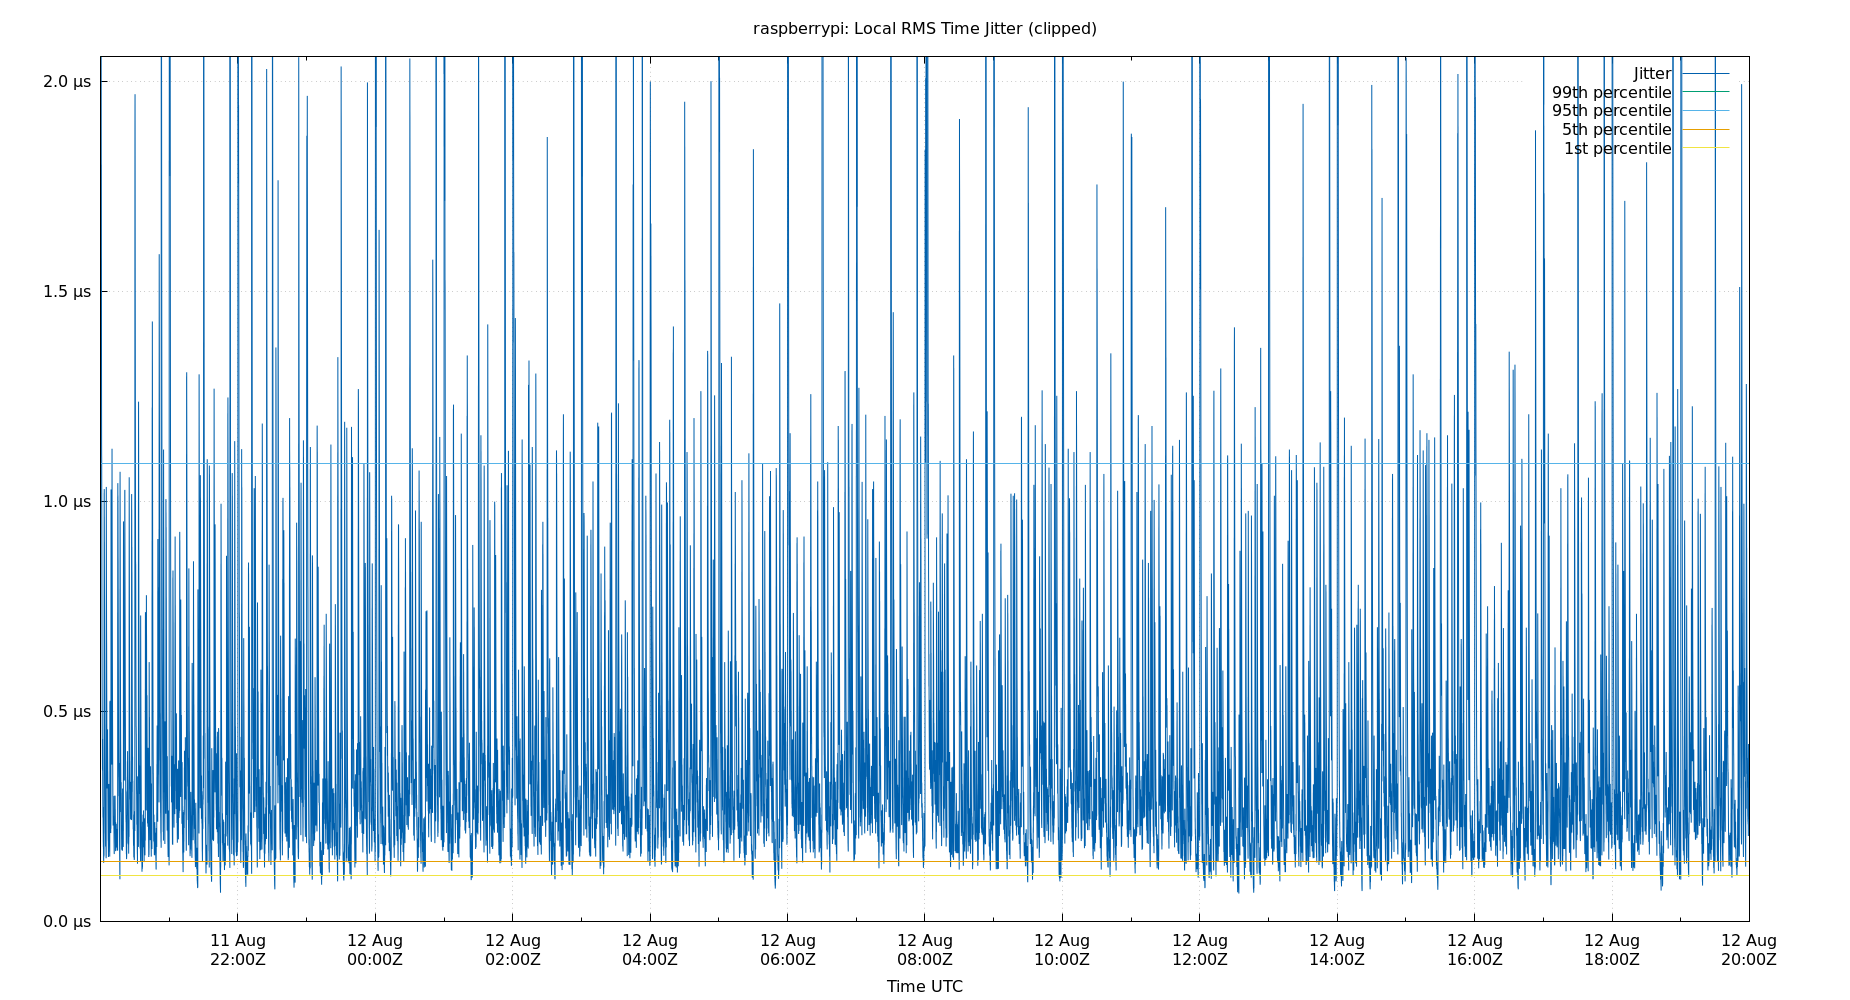 raspberrypi: Local RMS Time Jitter (clipped)
2.0 µs
1.5 µs
1.0 µs
0.5 µs
0.0 µs
Jitter
99th percentile
95th percentile
5th percentile
1st percentile
11 Aug
22:00Z
12 Aug
00:00Z
12 Aug
02:00Z
12 Aug
04:00Z
12 Aug
06:00Z
12 Aug
08:00Z
12 Aug
10:00Z
12 Aug
12:00Z
12 Aug
14:00Z
12 Aug
16:00Z
12 Aug
18:00Z
12 Aug
20:00Z
Time UTC